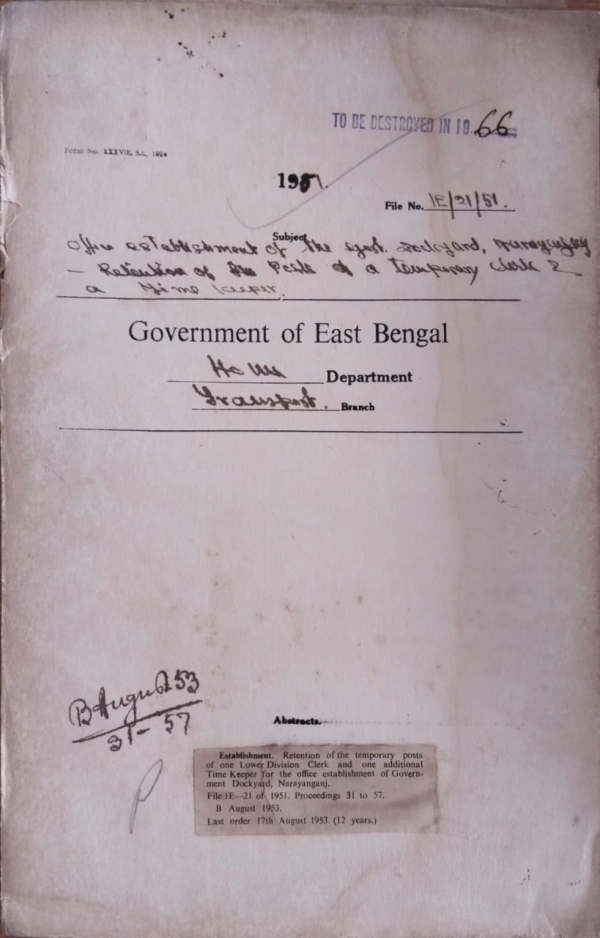 TO BE DESTROYED IN 1966
Form No. XXXVIII, S.L. 1924
1951.
File No. 1E/21/51.
Subject
Office establishment of the Govt. Dockyard, Narayanganj
— Retention of the Posts of a temporary clerk &
a Time keeper.
Government of East Bengal
Home Department
Transport. Branch
B August 53
31-57
Abstracts.
Establishment. Retention of the temporary posts
of one Lower Division Clerk and one additional
Time Keeper for the office establishment of Govern-
ment Dockyard, Narayanganj.
File 1E—21 of 1951. Proceedings 31 to 57.
B August 1953.
Last order 17th August 1953. (12 years.)